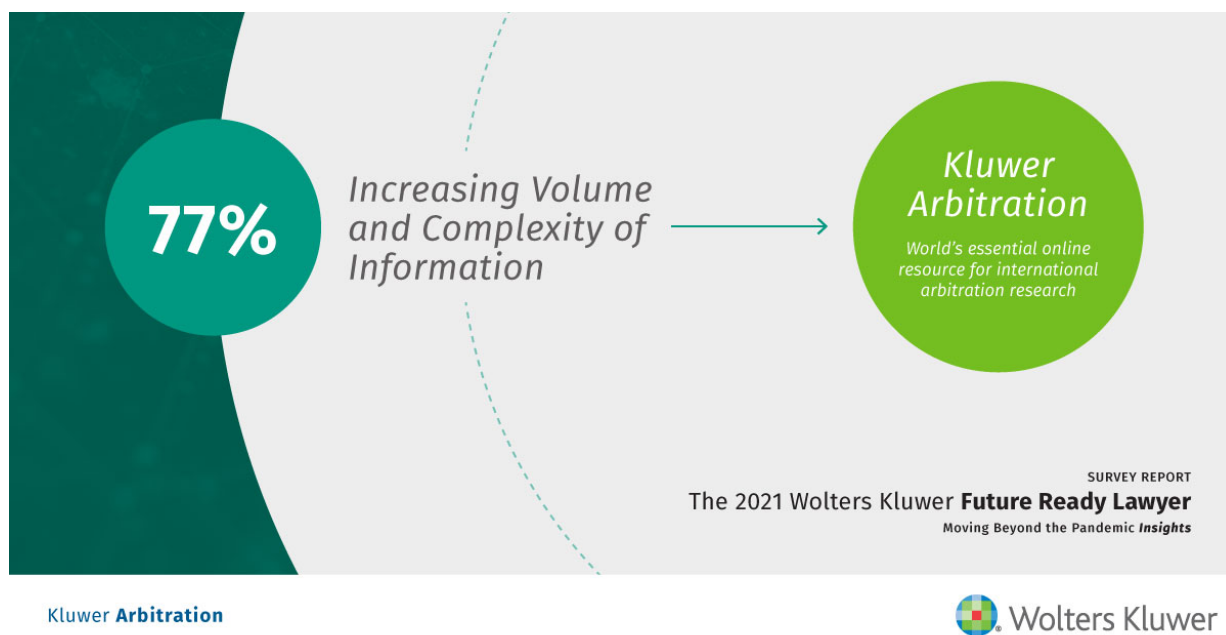 77%
Increasing Volume
and Complexity of
Information
Kluwer
Arbitration
World's essential online
resource for international
arbitration research
SURVEY REPORT
The 2021 Wolters Kluwer Future Ready Lawyer
Moving Beyond the Pandemic Insights
Kluwer Arbitration
Wolters Kluwer